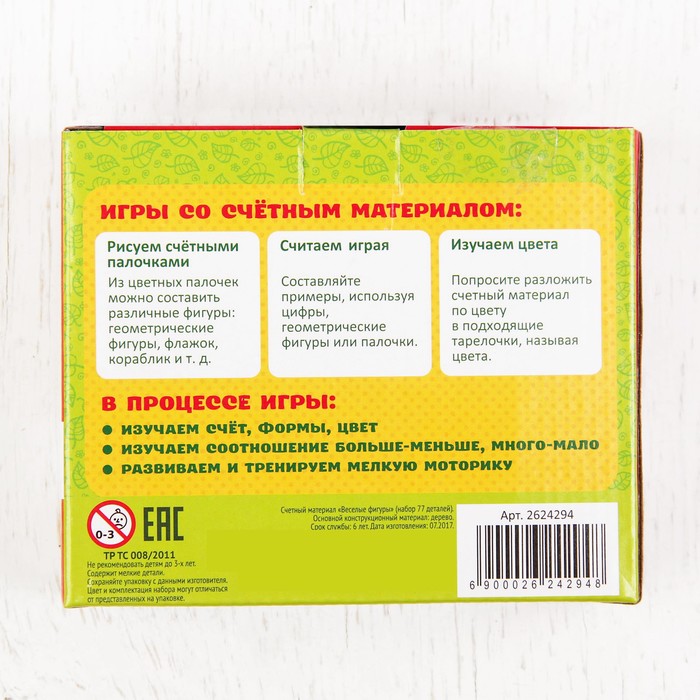 ИГРЫ СО СЧЁТНЫМ МАТЕРИАЛОМ:
Рисуем счётными
палочками
Из цветных палочек
можно составить
различные фигуры:
геометрические
фигуры, флажок,
кораблик и т. д.
Считаем играя
Составляйте
примеры, используя
цифры,
геометрические
фигуры или палочки.
Изучаем цвета
Попросите разложить
счетный материал
по цвету
в подходящие
тарелочки, называя
цвета.
В ПРОЦЕССЕ ИГРЫ:
● ИЗУЧАЕМ СЧЁТ, ФОРМЫ, ЦВЕТ
● ИЗУЧАЕМ СООТНОШЕНИЕ БОЛЬШЕ-МЕНЬШЕ, МНОГО-МАЛО
● РАЗВИВАЕМ И ТРЕНИРУЕМ МЕЛКУЮ МОТОРИКУ
0-3
EAC
ТР ТС 008/2011
Не рекомендовать детям до 3-х лет.
Содержит мелкие детали.
Сохраняйте упаковку с данными изготовителя.
Цвет и комплектация набора могут отличаться
от представленных на упаковке.
Счетный материал «Веселые фигуры» (набор 77 деталей).
Основной конструкционный материал: дерево.
Срок службы: 6 лет. Дата изготовления: 07.2017.
Арт. 2624294
6 900026 242948